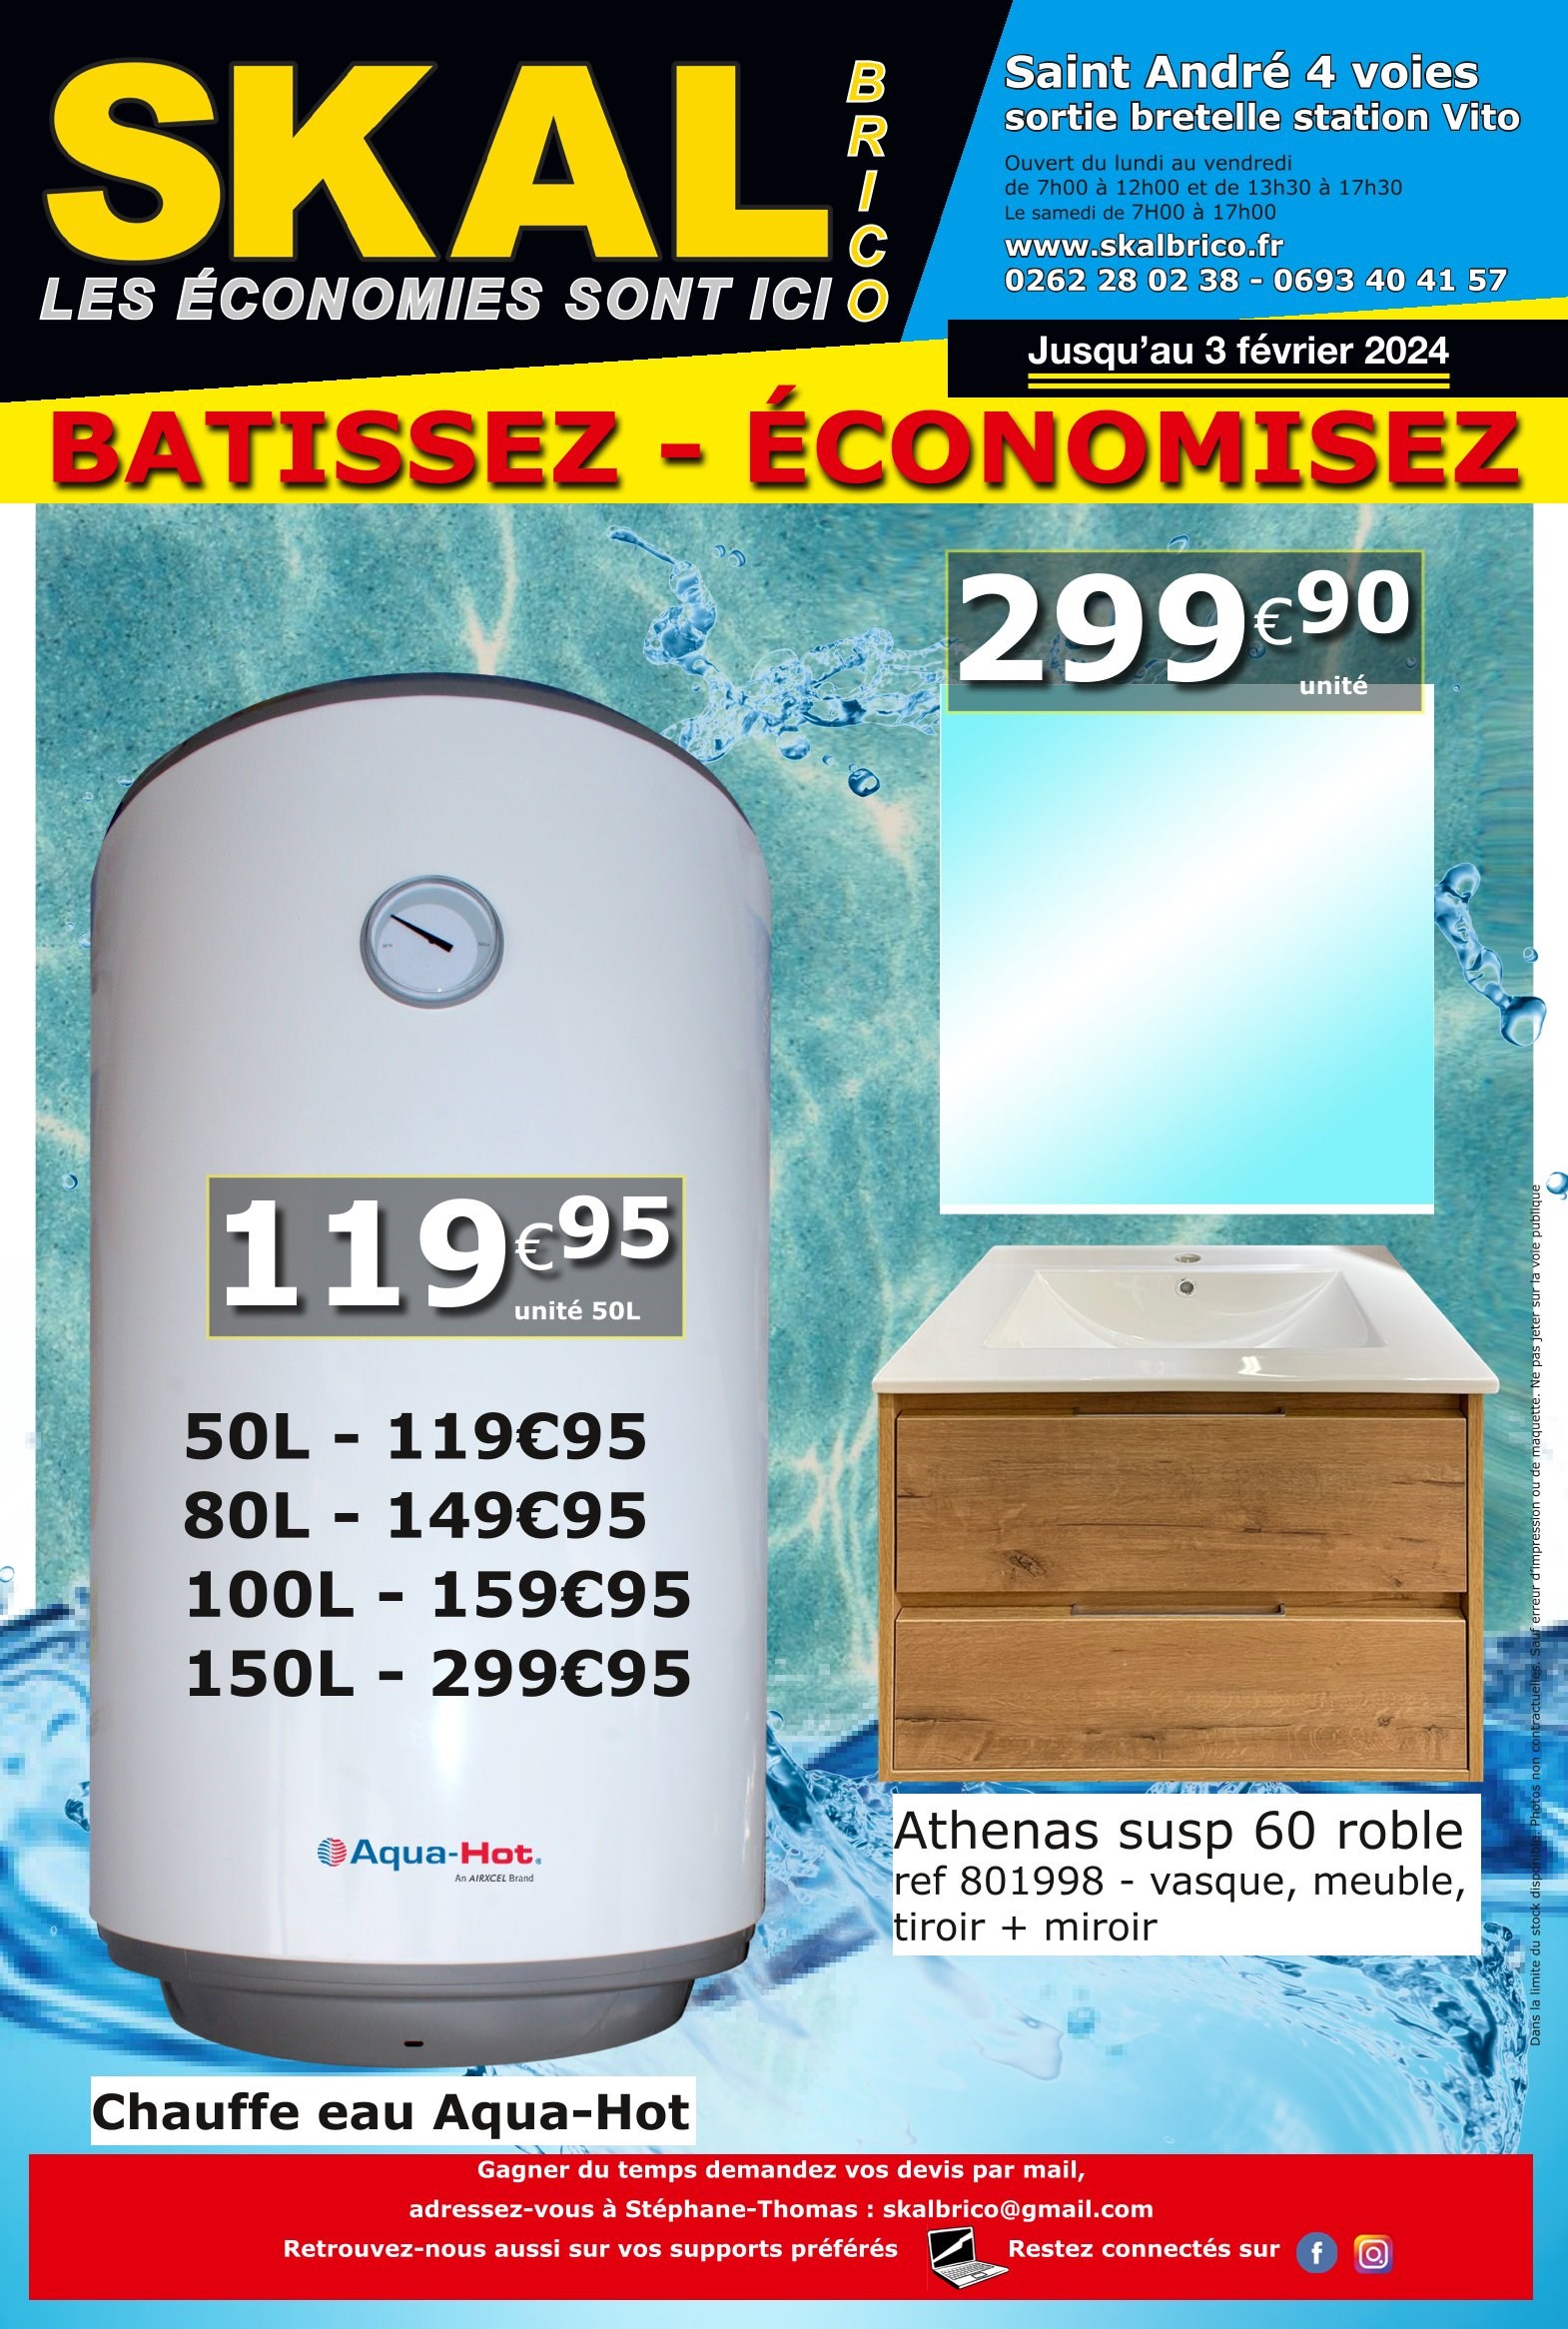 SKAL
BRICO
LES ÉCONOMIES SONT ICI
Saint André 4 voies
sortie bretelle station Vito
Ouvert du lundi au vendredi
de 7h00 à 12h00 et de 13h30 à 17h30
Le samedi de 7H00 à 17h00
www.skalbrico.fr
0262 28 02 38 - 0693 40 41 57
Jusqu'au 3 février 2024
BATISSEZ - ÉCONOMISEZ
299€90
unité
119€95
unité 50L
50L - 119€95
80L - 149€95
100L - 159€95
150L - 299€95
Aqua-Hot
An AIRXCEL Brand
Athenas susp 60 roble
ref 801998 - vasque, meuble,
tiroir + miroir
Chauffe eau Aqua-Hot
Dans la limite du stock disponible. Photos non contractuelles. Sauf erreur d'impression ou de maquette. Ne pas jeter sur la voie publique
Gagner du temps demandez vos devis par mail,
adressez-vous à Stéphane-Thomas : skalbrico@gmail.com
Retrouvez-nous aussi sur vos supports préférés Restez connectés sur